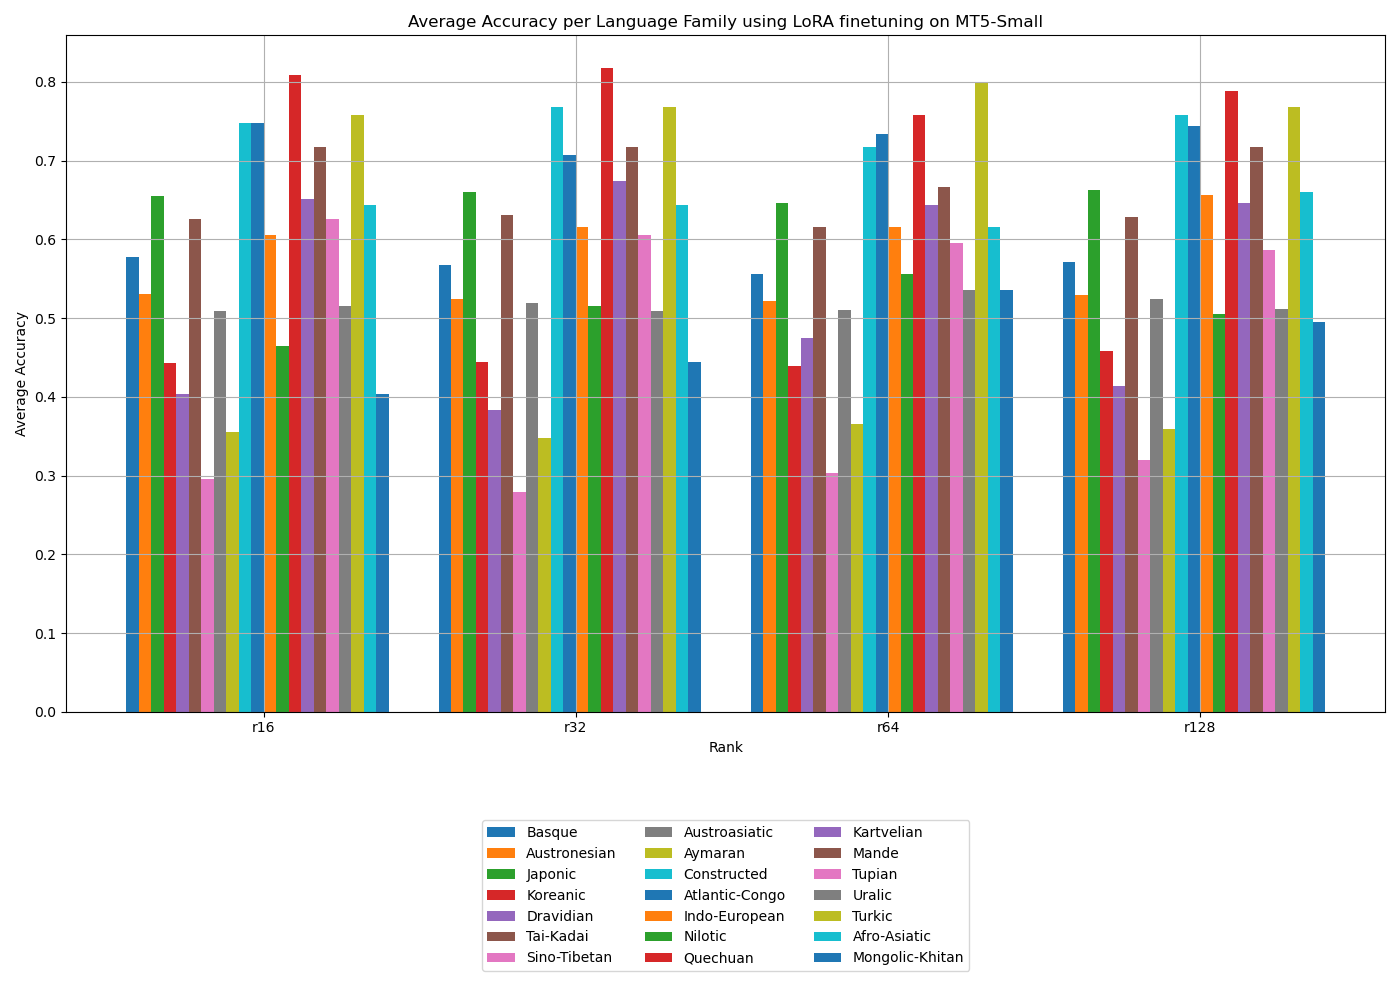 Average Accuracy per Language Family using LoRA finetuning on MT5-Small
Average Accuracy
0.8
0.7
0.6
0.5
0.4
0.3
0.2
0.1
0.0
r16 r32 r64 r128
Rank
Basque
Austronesian
Japonic
Koreanic
Dravidian
Tai-Kadai
Sino-Tibetan
Austroasiatic
Aymaran
Constructed
Atlantic-Congo
Indo-European
Nilotic
Quechuan
Kartvelian
Mande
Tupian
Uralic
Turkic
Afro-Asiatic
Mongolic-Khitan